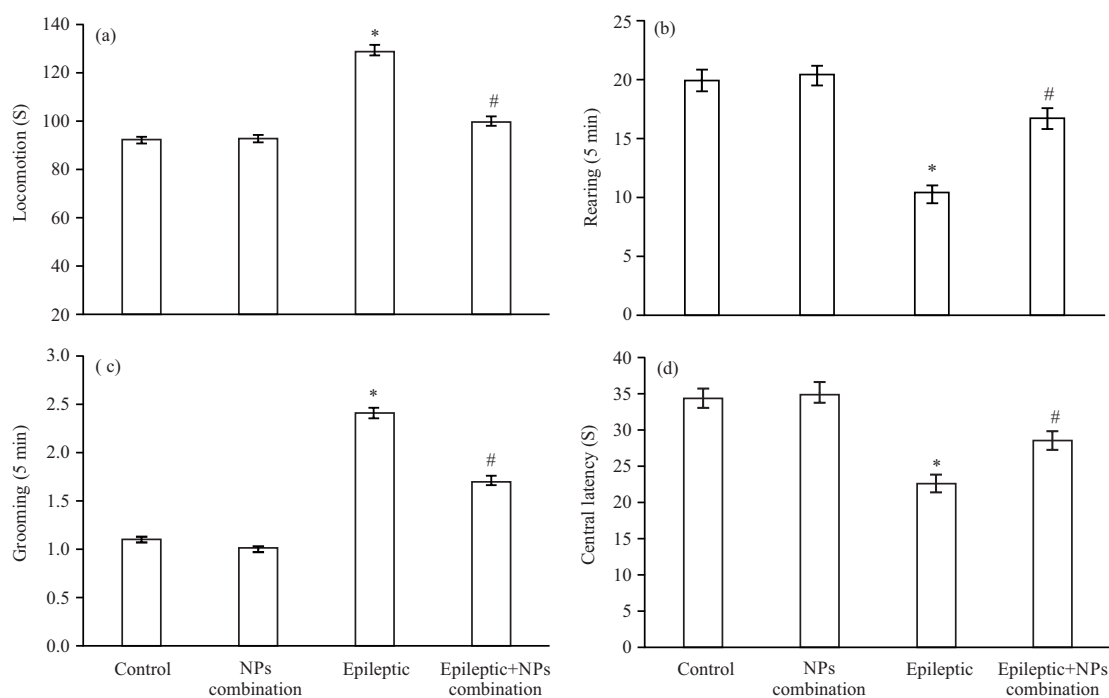 (a)
Locomotion (S)
140
120
100
80
60
40
20
*
#
(b)
Rearing (5 min)
25
20
15
10
5
0
*
#
( c)
Grooming (5 min)
3.0
2.5
2.0
1.5
1.0
0.5
0.0
*
#
Control
NPs
combination
Epileptic
Epileptic+NPs
combination
(d)
Central latency (S)
40
35
30
25
20
15
10
5
0
*
#
Control
NPs
combination
Epileptic
Epileptic+NPs
combination